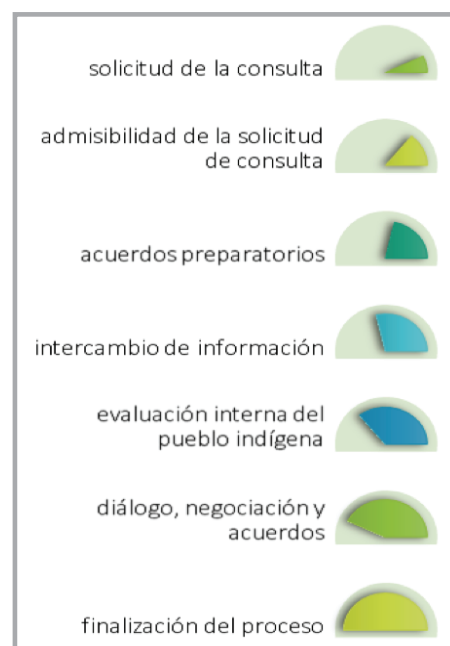 solicitud de la consulta
admisibilidad de la solicitud
de consulta
acuerdos preparatorios
intercambio de información
evaluación interna del
pueblo indígena
diálogo, negociación y
acuerdos
finalización del proceso